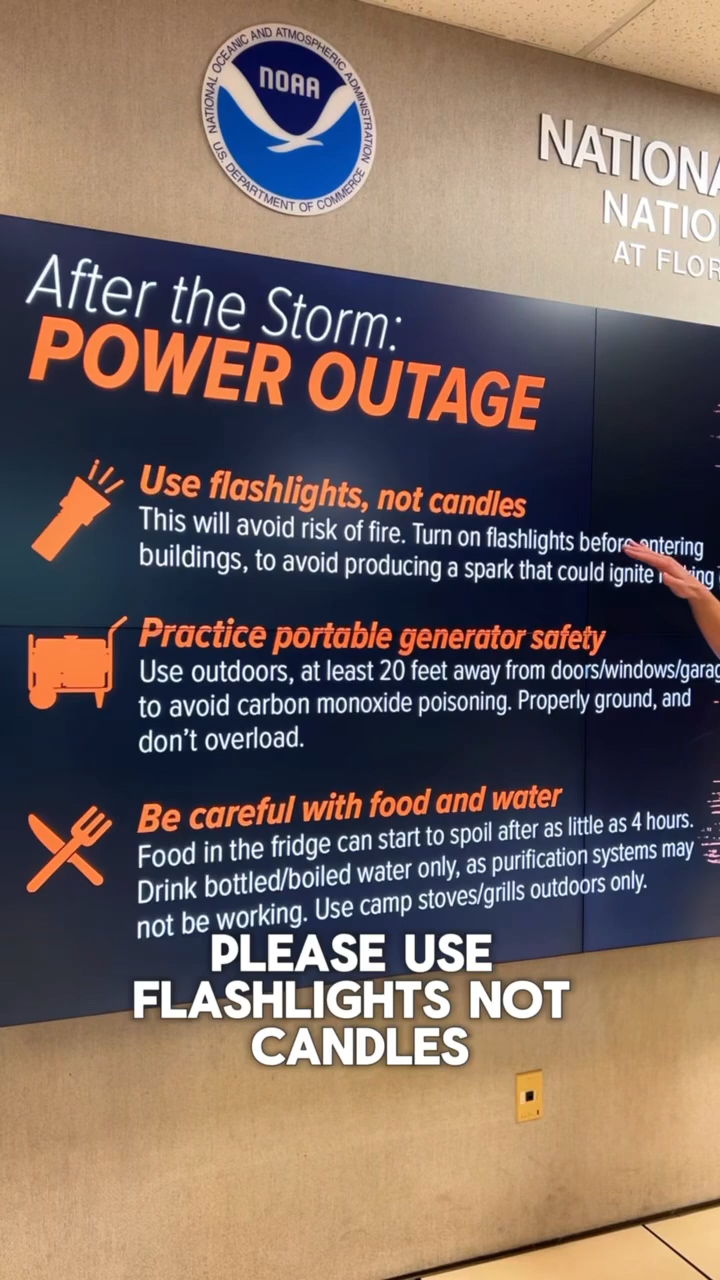 NATIONAL OCEANIC AND ATMOSPHERIC ADMINISTRATION
NOAA
U.S. DEPARTMENT OF COMMERCE
NATIONA
NATIO
AT FLOR
After the Storm:
POWER OUTAGE
Use flashlights, not candles
This will avoid risk of fire. Turn on flashlights before entering
buildings, to avoid producing a spark that could ignite
Practice portable generator safety
Use outdoors, at least 20 feet away from doors/windows/garag
to avoid carbon monoxide poisoning. Properly ground, and
don't overload.
Be careful with food and water
Food in the fridge can start to spoil after as little as 4 hours.
Drink bottled/boiled water only, as purification systems may
not be working. Use camp stoves/grills outdoors only.
PLEASE USE
FLASHLIGHTS NOT
CANDLES